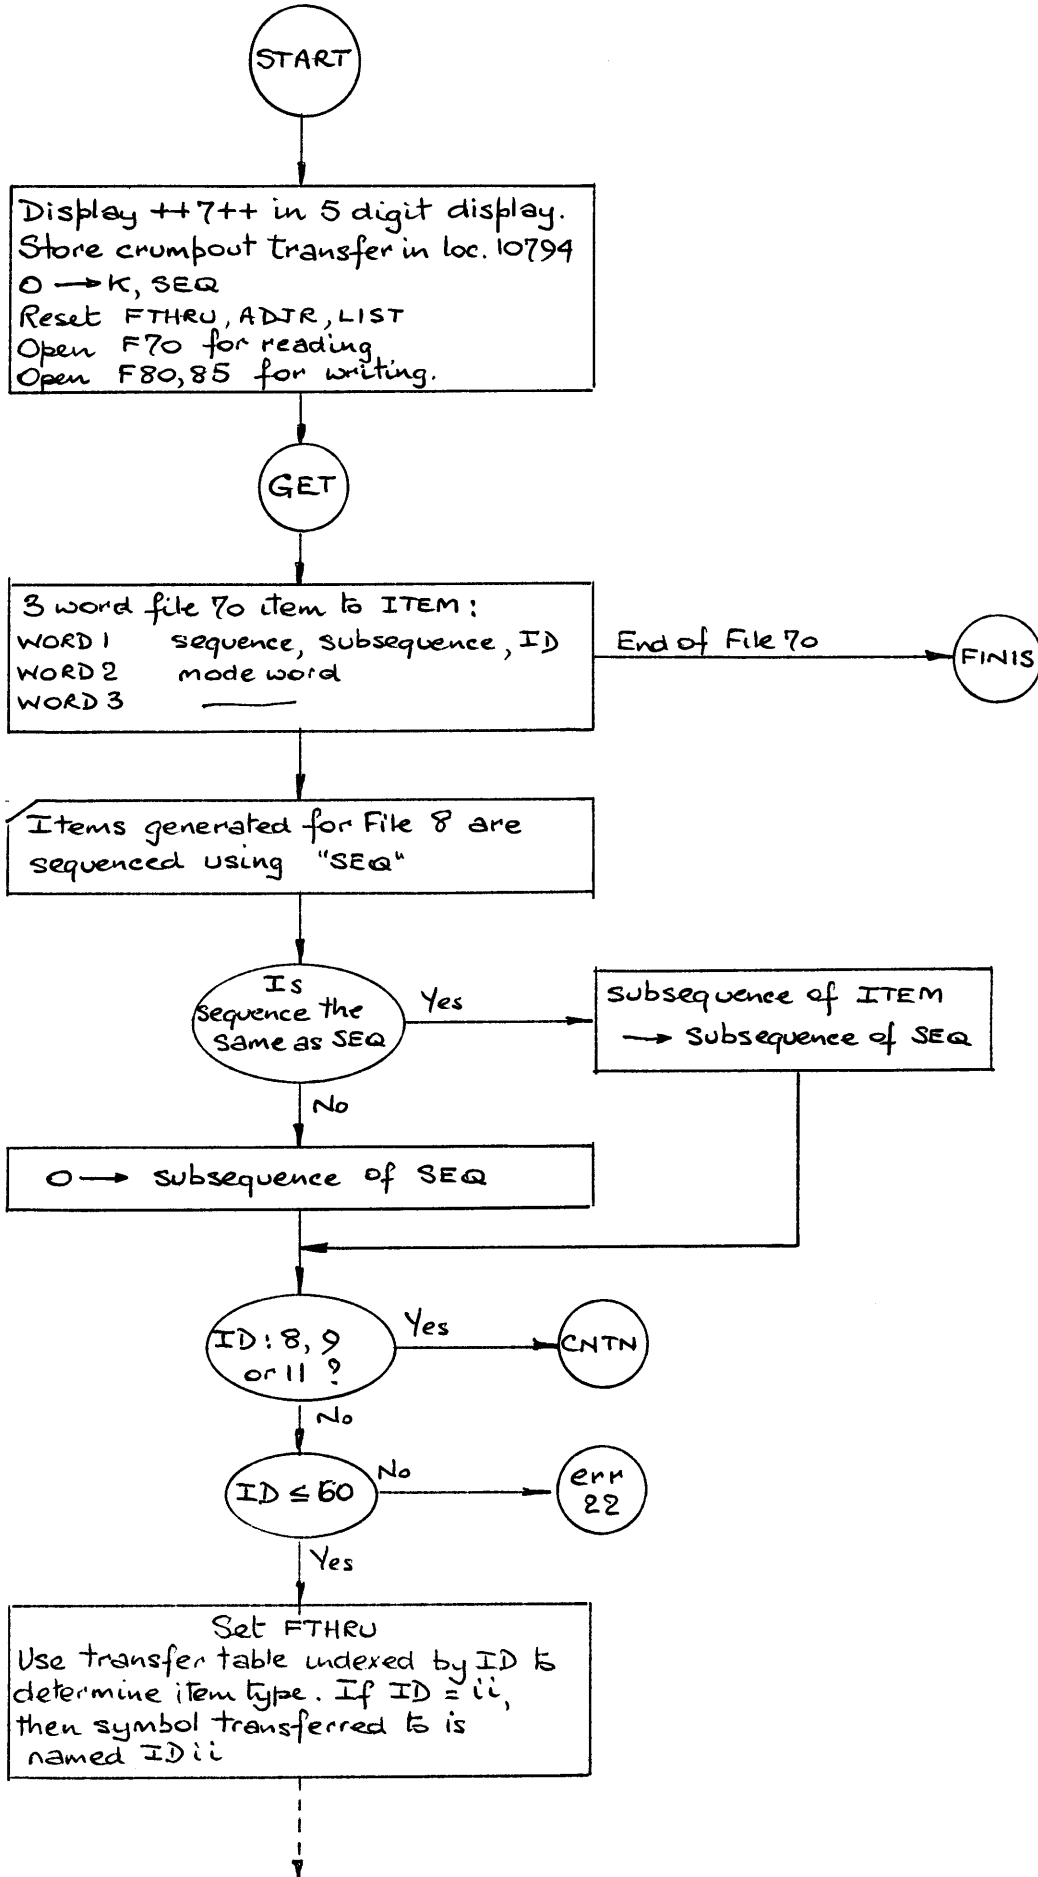 START
Display ++7++ in 5 digit display.
Store crumpout transfer in loc. 10794
0 → K, SEQ
Reset FTHRU, ADTR, LIST
Open F70 for reading
Open F80,85 for writing.
GET
3 word file 70 item to ITEM:
WORD 1 sequence, subsequence, ID
WORD 2 mode word
WORD 3 ———
End of File 70
FINIS
Items generated for File 8 are
sequenced using "SEQ"
Is
sequence the
same as SEQ
Yes
subsequence of ITEM
→ subsequence of SEQ
No
0 → subsequence of SEQ
ID: 8, 9
or 11 ?
Yes
CNTN
No
ID ≤ 60
No
err
22
Yes
Set FTHRU
Use transfer table indexed by ID to
determine item type. If ID = ii,
then symbol transferred to is
named IDii